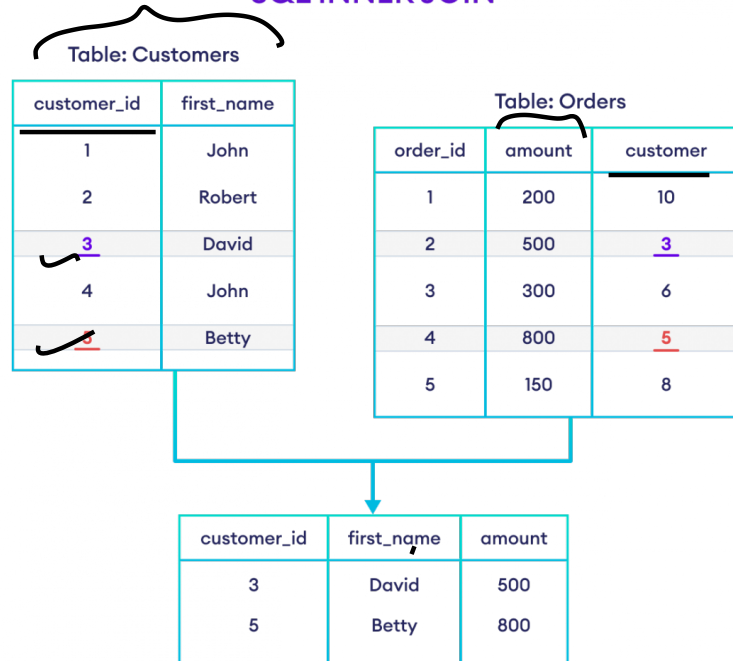 SQL INNER JOIN
Table: Customers
customer_id first_name
1 John
2 Robert
3 David
4 John
5 Betty
Table: Orders
order_id amount customer
1 200 10
2 500 3
3 300 6
4 800 5
5 150 8
customer_id first_name amount
3 David 500
5 Betty 800